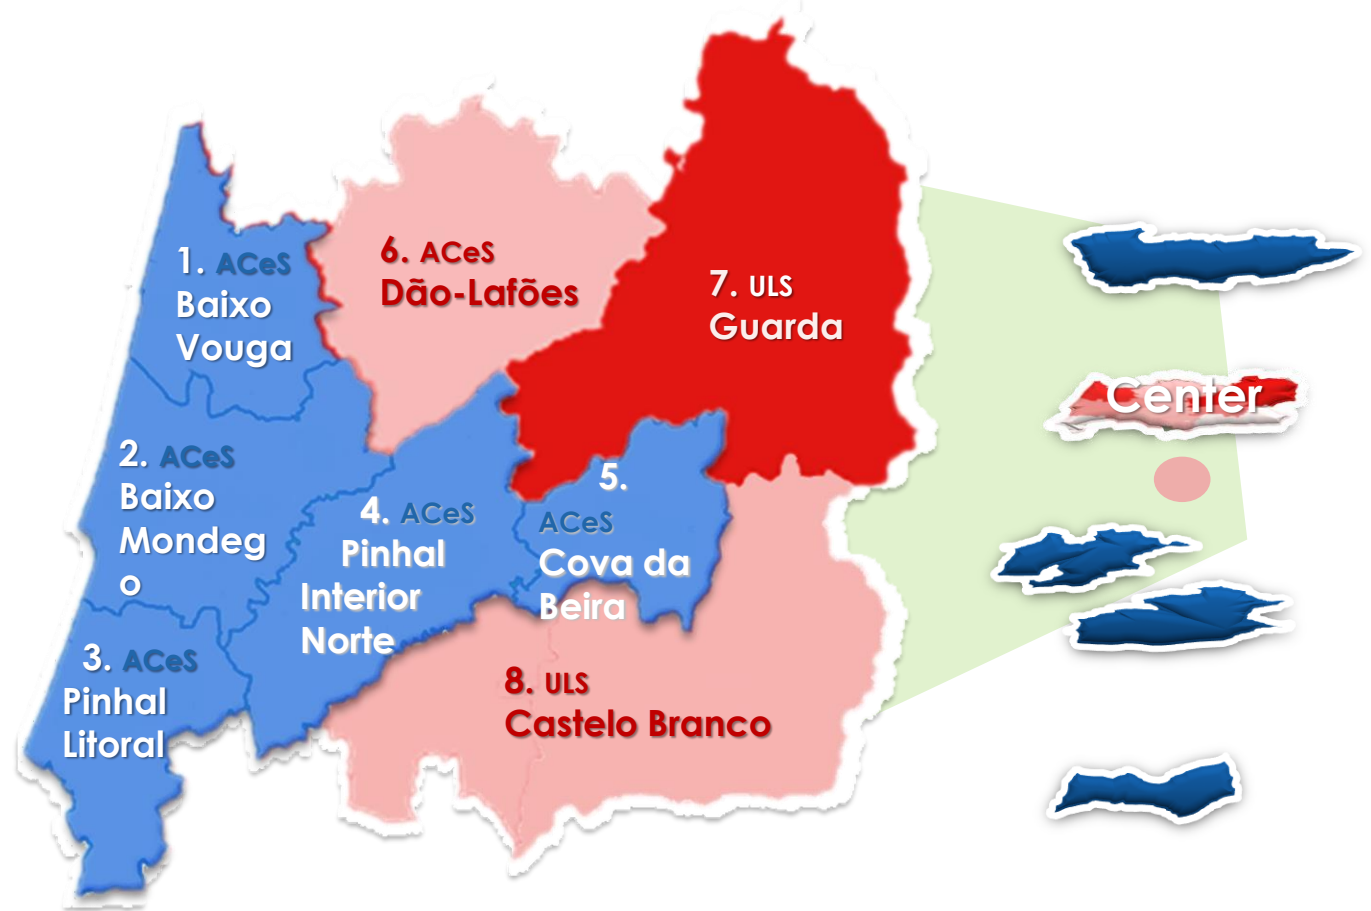 1. ACeS
Baixo
Vouga
6. ACeS
Dão-Lafões
7. ULS
Guarda
Center
2. ACeS
Baixo
Mondeg
o
4. ACeS
Pinhal
Interior
Norte
5.
ACeS
Cova da
Beira
3. ACeS
Pinhal
Litoral
8. ULS
Castelo Branco